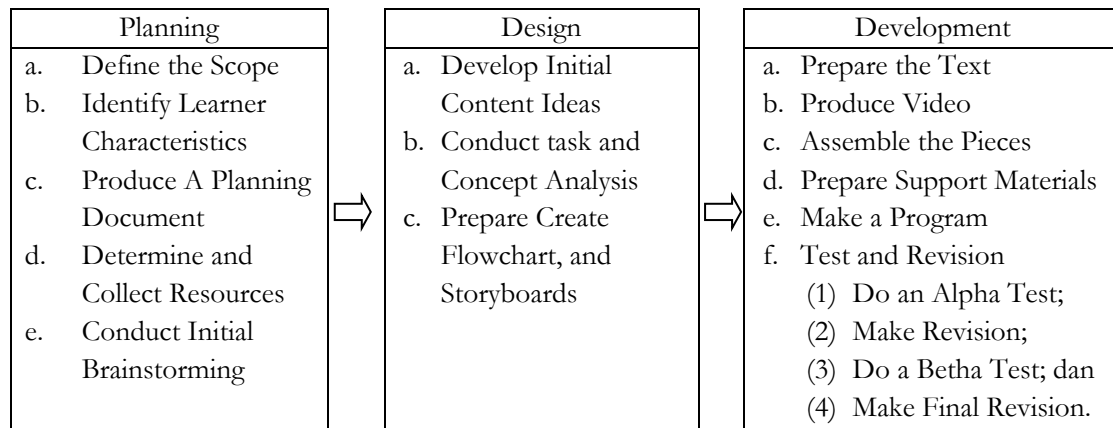 Planning
a. Define the Scope
b. Identify Learner
Characteristics
c. Produce A Planning
Document
d. Determine and
Collect Resources
e. Conduct Initial
Brainstorming
Design
a. Develop Initial
Content Ideas
b. Conduct task and
Concept Analysis
c. Prepare Create
Flowchart, and
Storyboards
Development
a. Prepare the Text
b. Produce Video
c. Assemble the Pieces
d. Prepare Support Materials
e. Make a Program
f. Test and Revision
(1) Do an Alpha Test;
(2) Make Revision;
(3) Do a Betha Test; dan
(4) Make Final Revision.